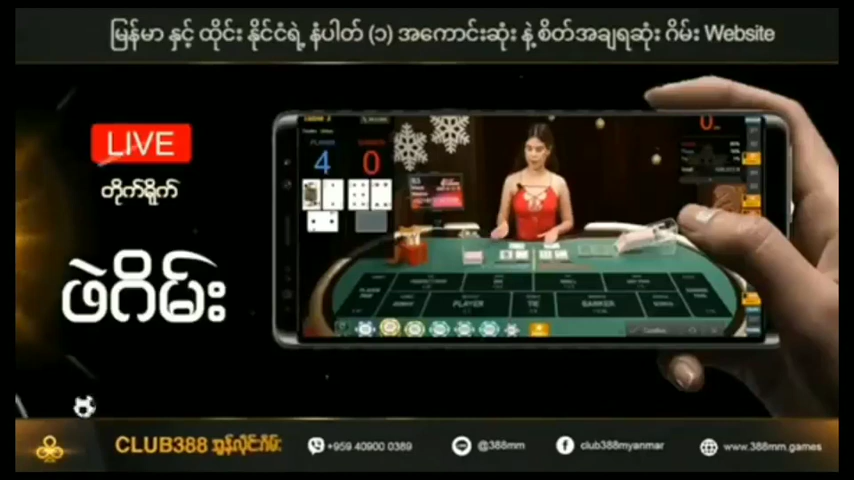 မြန်မာ နှင့် ထိုင်း နိုင်ငံရဲ့ နံပါတ် (၁) အကောင်းဆုံး နဲ့ စိတ်အချရဆုံး ဂိမ်း Website
LIVE
တိုက်ရိုက်
ဖဲဂိမ်း
PLAYER
4 0
PLAYER TIE BANKER
CLUB388 အွန်လိုင်းဂိမ်း +959 40900 0389 @388mm club388myanmar www.388mm.games